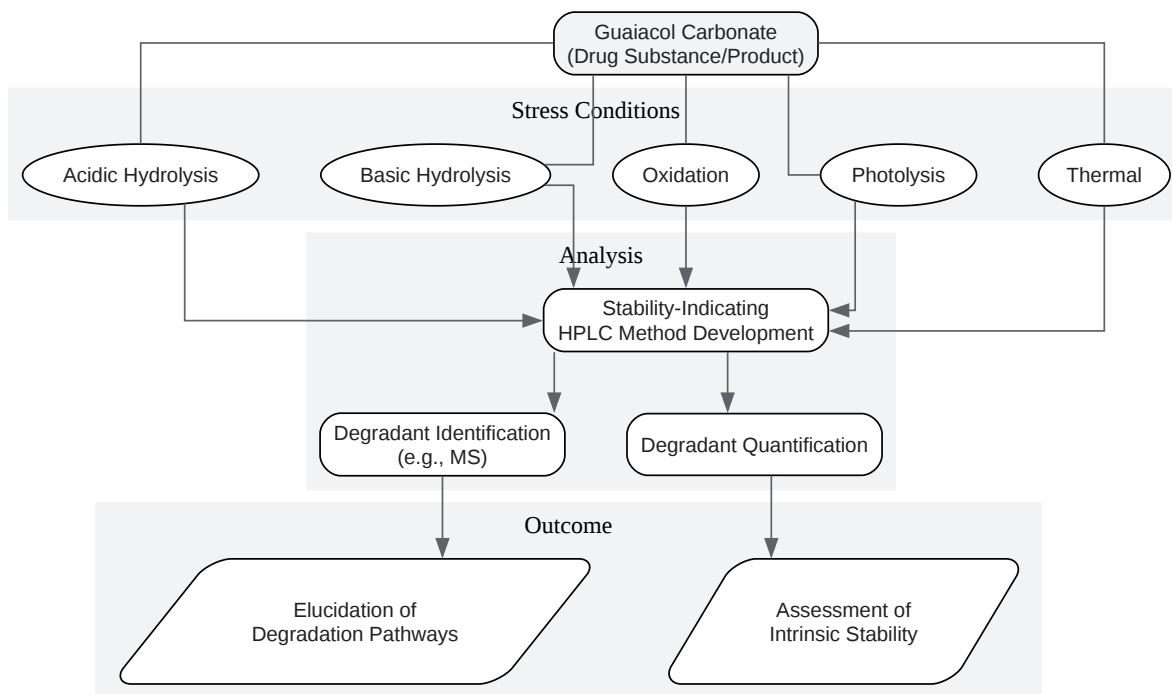 Guaiacol Carbonate
(Drug Substance/Product)
Stress Conditions
Acidic Hydrolysis
Basic Hydrolysis
Oxidation
Photolysis
Thermal
Analysis
Stability-Indicating
HPLC Method Development
Degradant Identification
(e.g., MS)
Degradant Quantification
Outcome
Elucidation of
Degradation Pathways
Assessment of
Intrinsic Stability